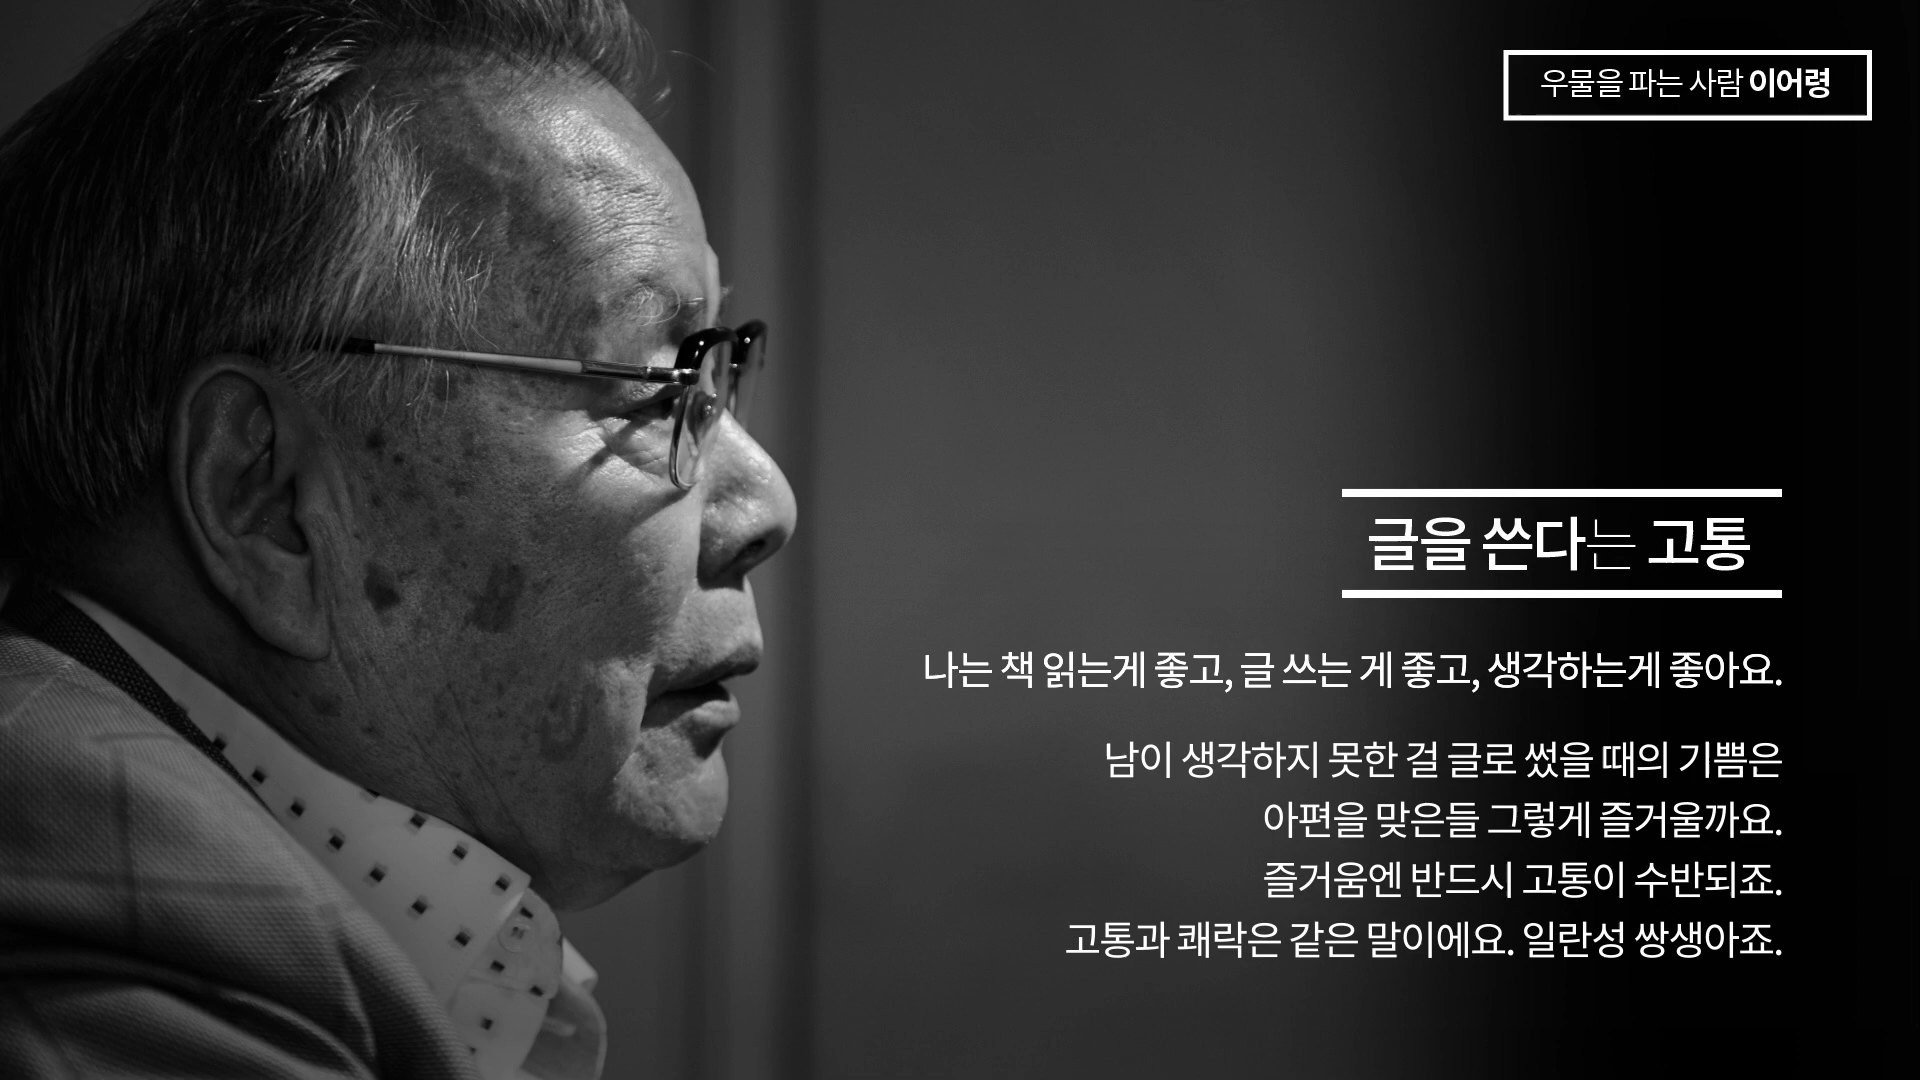 우물을 파는 사람 이어령
글을 쓴다는 고통
나는 책 읽는게 좋고, 글 쓰는 게 좋고, 생각하는게 좋아요.
남이 생각하지 못한 걸 글로 썼을 때의 기쁨은
아편을 맞은들 그렇게 즐거울까요.
즐거움엔 반드시 고통이 수반되죠.
고통과 쾌락은 같은 말이에요. 일란성 쌍생아죠.